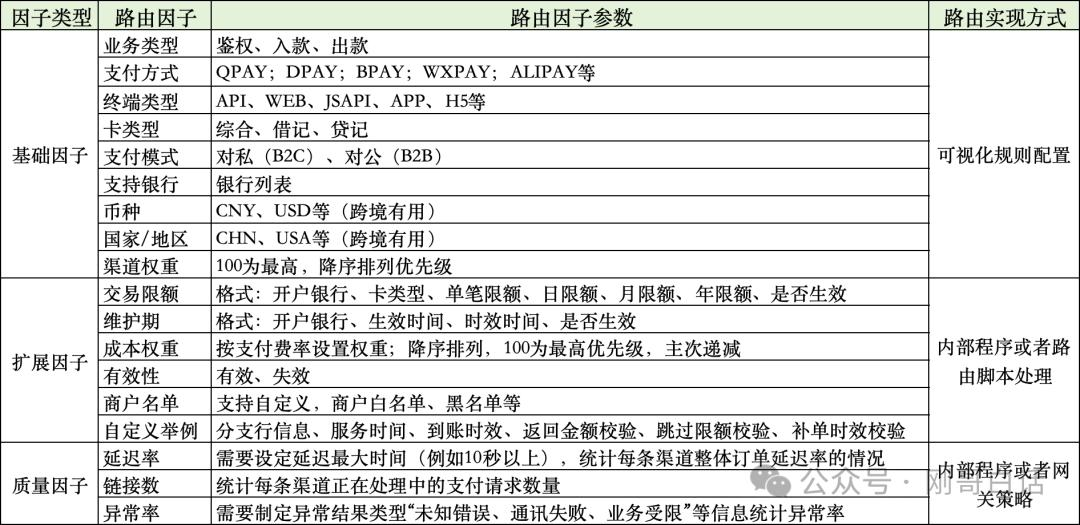 因子类型 路由因子 路由因子参数 路由实现方式
业务类型 鉴权、入款、出款
支付方式 QPAY；DPAY；BPAY；WXPAY；ALIPAY等
终端类型 API、WEB、JSAPI、APP、H5等
卡类型 综合、借记、贷记
基础因子 支付模式 对私（B2C）、对公（B2B） 可视化规则配置
支持银行 银行列表
币种 CNY、USD等（跨境有用）
国家/地区 CHN、USA等（跨境有用）
渠道权重 100为最高，降序排列优先级
交易限额 格式：开户银行、卡类型、单笔限额、日限额、月限额、年限额、是否生效
维护期 格式：开户银行、生效时间、时效时间、是否生效
扩展因子 成本权重 按支付费率设置权重；降序排列，100为最高优先级，主次递减 内部程序或者路
有效性 有效、失效 由脚本处理
商户名单 支持自定义，商户白名单、黑名单等
自定义举例 分支行信息、服务时间、到账时效、返回金额校验、跳过限额校验、补单时效校验
延迟率 需要设定延迟最大时间（例如10秒以上），统计每条渠道整体订单延迟率的情况
质量因子 链接数 统计每条渠道正在处理中的支付请求数量 内部程序或者网
关策略
异常率 需要制定异常结果类型“未知错误、通讯失败、业务受限”等信息统计异常率
公众号·刚哥白话